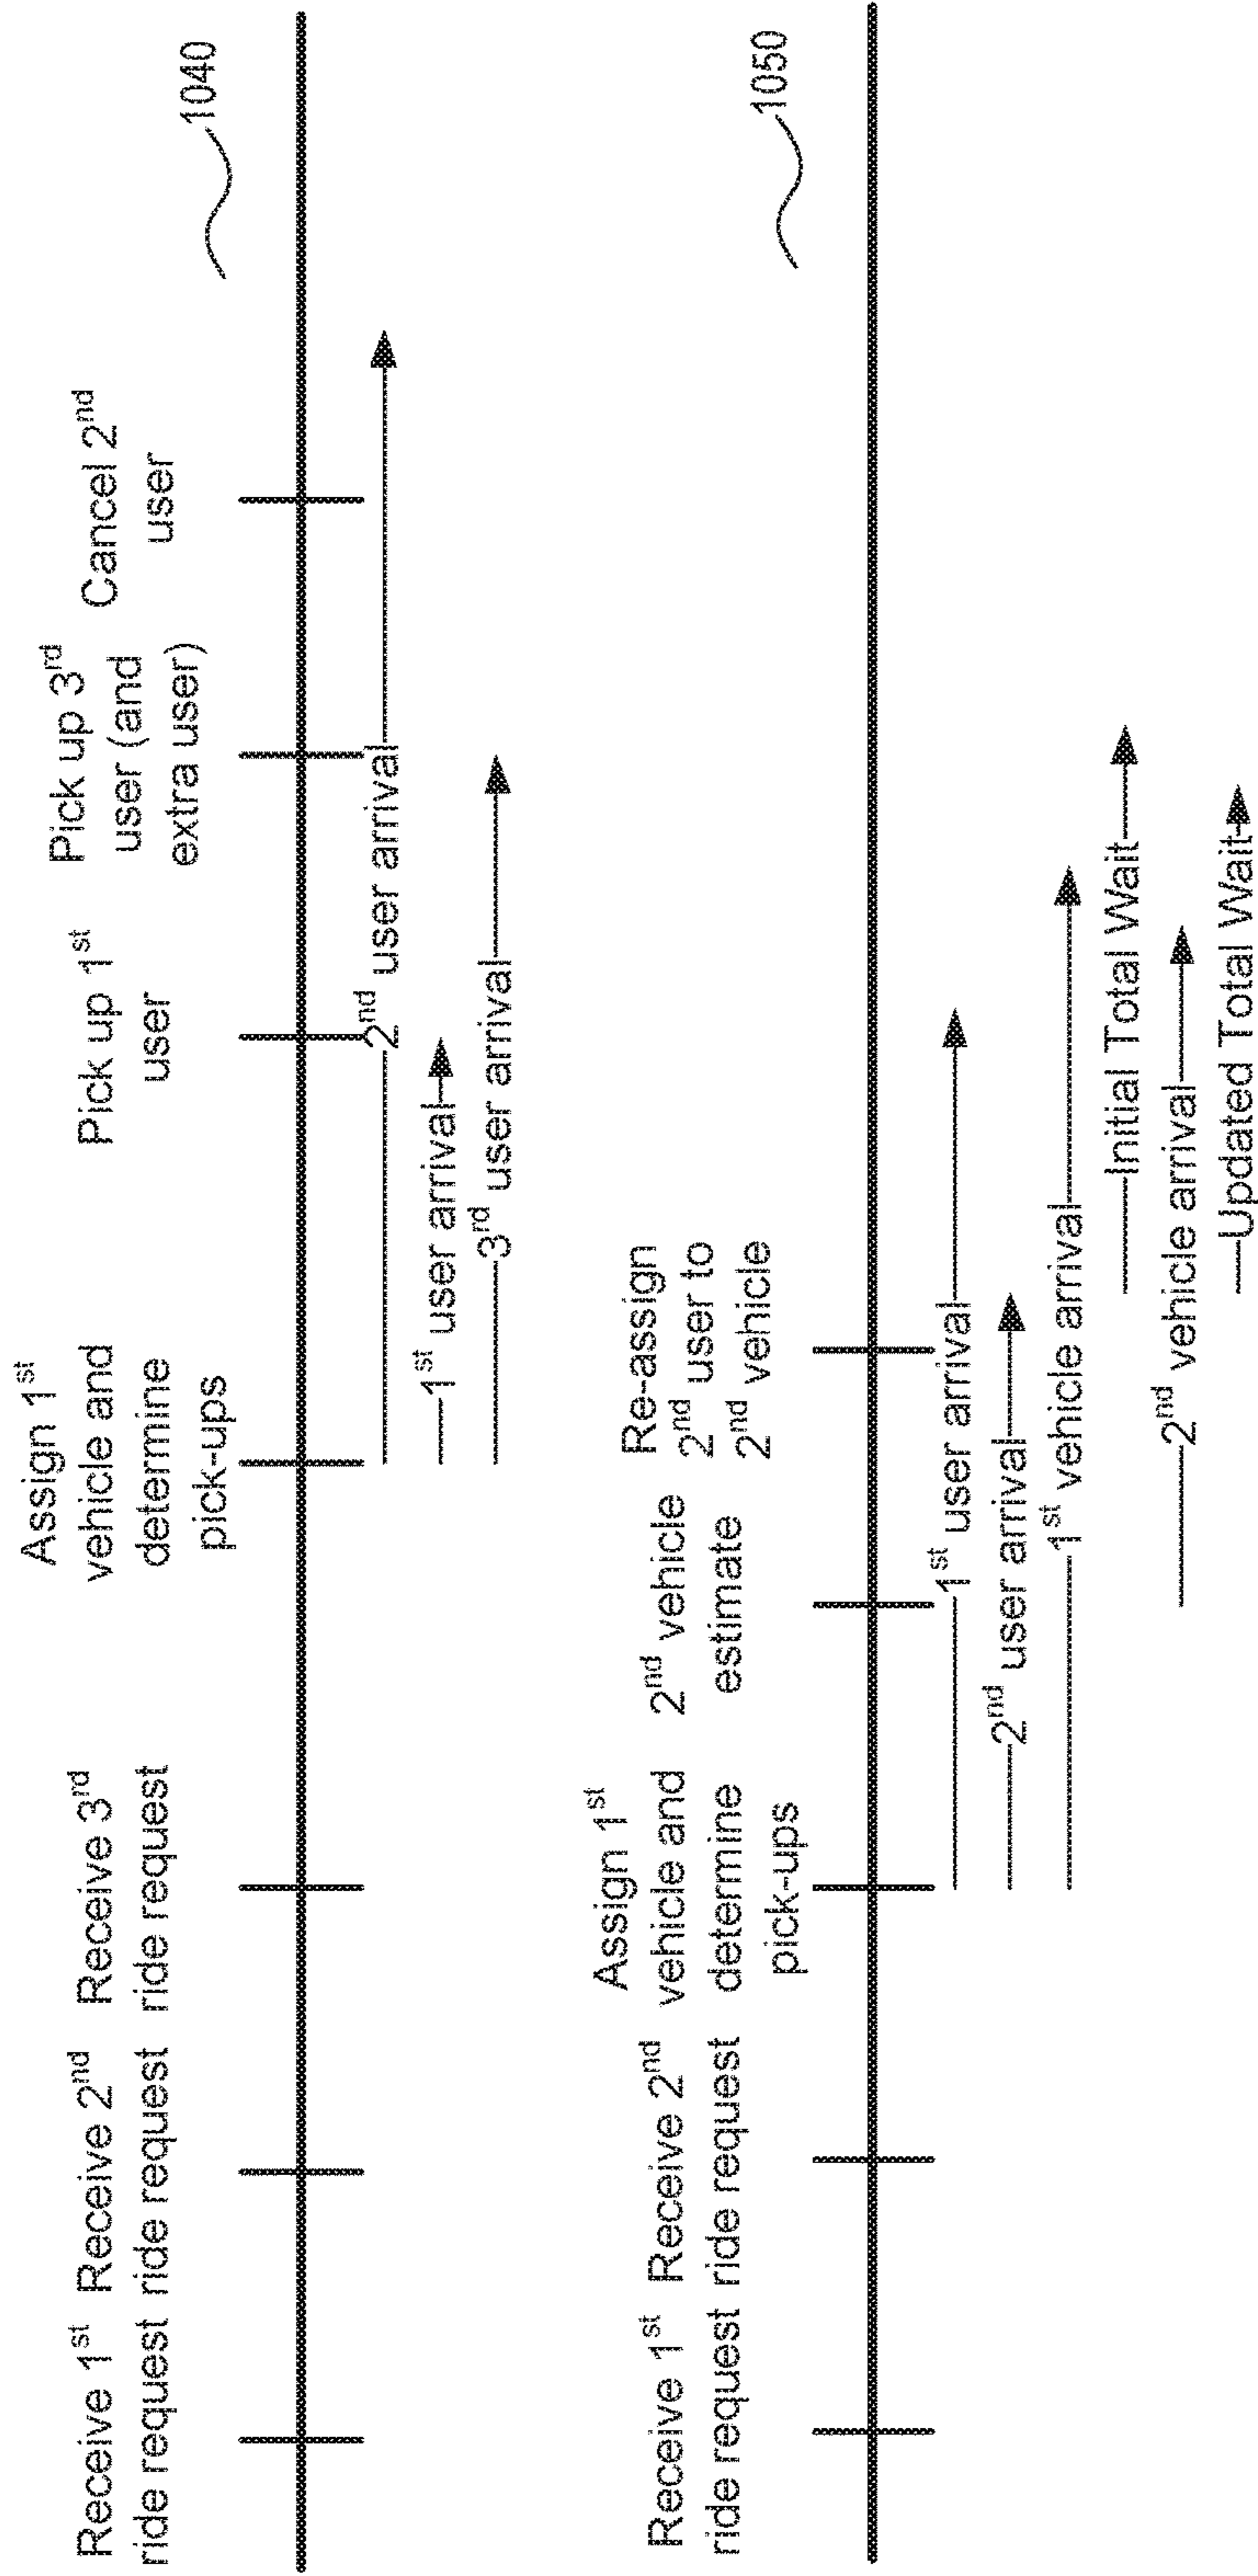 Receive 1st
ride request
Receive 2nd
ride request
Receive 3rd
ride request
Assign 1st
vehicle and
determine
pick-ups
Pick up 1st
user
Pick up 3rd
user (and
extra user)
Cancel 2nd
user
1040
2nd user arrival
1st user arrival
3rd user arrival
Receive 1st
ride request
Receive 2nd
ride request
Assign 1st
vehicle and
determine
pick-ups
2nd vehicle
estimate
Re-assign
2nd user to
2nd vehicle
1050
1st user arrival
2nd user arrival
1st vehicle arrival
Initial Total Wait
2nd vehicle arrival
Updated Total Wait